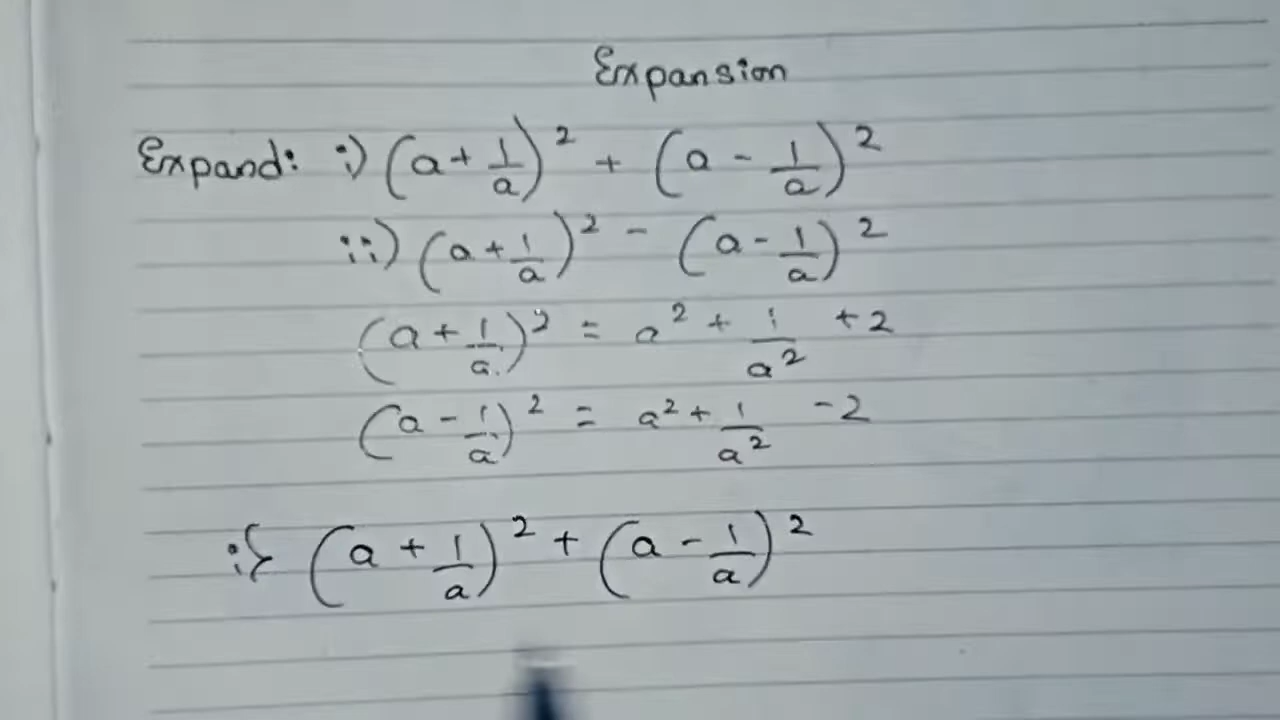 Expansion
Expand: i) (a + 1/a)² + (a - 1/a)²
ii) (a + 1/a)² - (a - 1/a)²
(a + 1/a)² = a² + 1/a² + 2
(a - 1/a)² = a² + 1/a² - 2
i} (a + 1/a)² + (a - 1/a)²